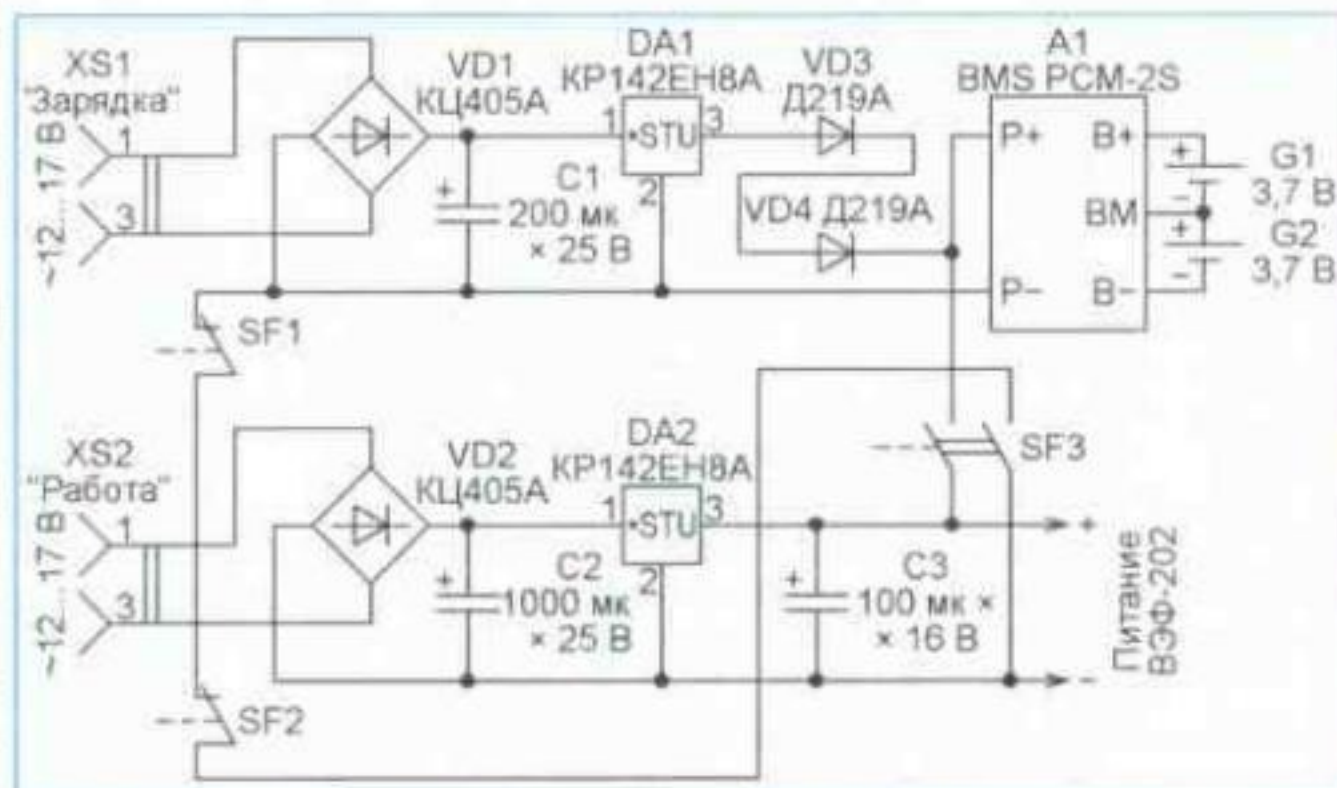 XS1
"Зарядка"
~12...17 В
1
3
VD1
КЦ405А
+
C1
200 мк
× 25 В
DA1
КР142ЕН8А
1
STU
3
2
VD3
Д219А
VD4 Д219А
A1
BMS PCM-2S
P+
P−
B+
BM
B−
+
-
G1
3,7 В
+
-
G2
3,7 В
SF1
XS2
"Работа"
~12...17 В
1
3
VD2
КЦ405А
+
C2
1000 мк
× 25 В
DA2
КР142ЕН8А
1
STU
3
2
+
C3
100 мк ×
× 16 В
SF3
+
-
Питание
ВЭФ-202
SF2